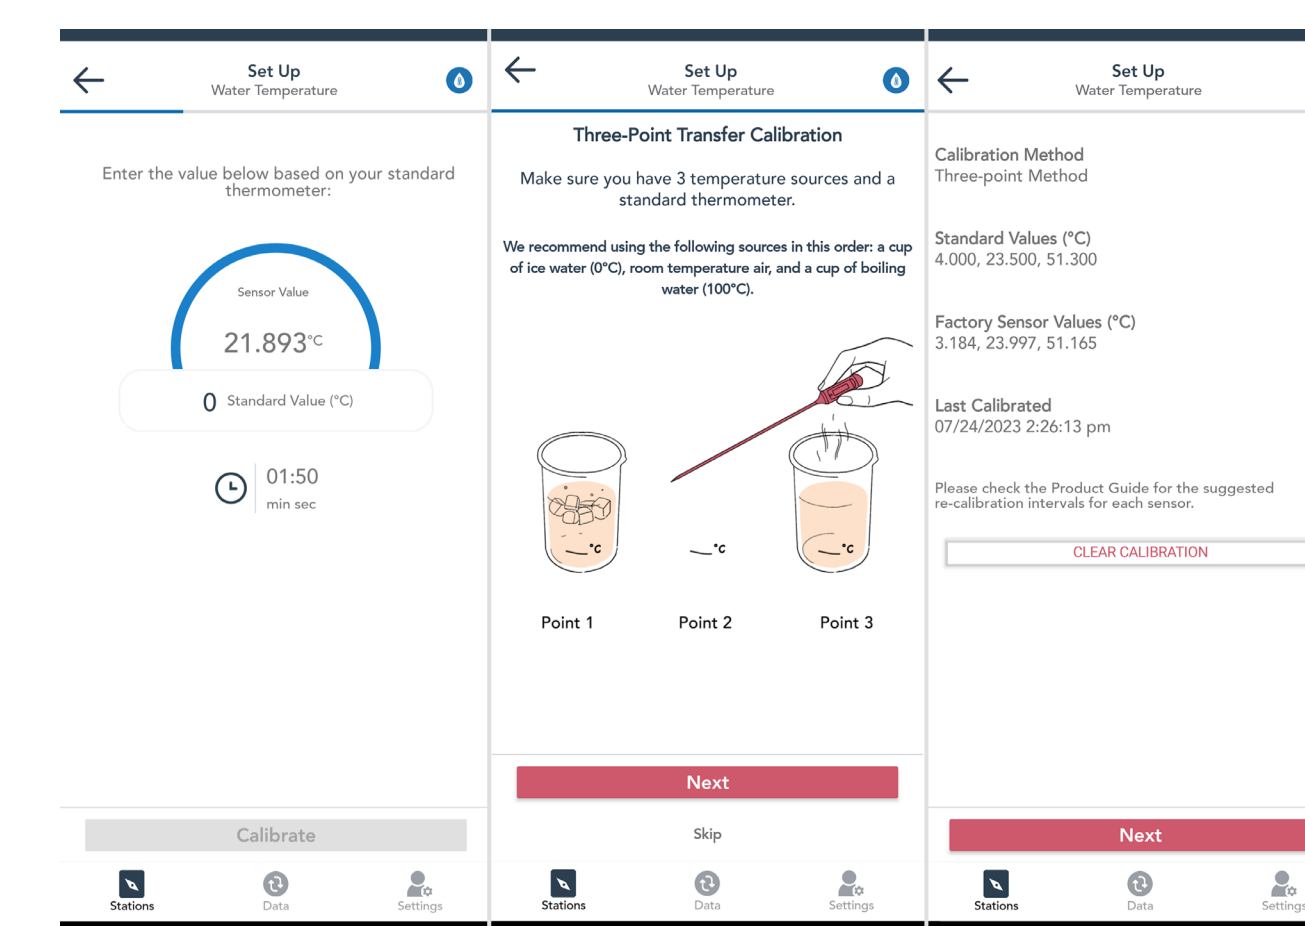 Set Up
Water Temperature
Enter the value below based on your standard
thermometer:
Sensor Value
21.893°C
0 Standard Value (°C)
01:50
min sec
Calibrate
Stations
Data
Settings
Set Up
Water Temperature
Three-Point Transfer Calibration
Make sure you have 3 temperature sources and a
standard thermometer.
We recommend using the following sources in this order: a cup
of ice water (0°C), room temperature air, and a cup of boiling
water (100°C).
__°C
__°C
__°C
Point 1
Point 2
Point 3
Next
Skip
Stations
Data
Settings
Set Up
Water Temperature
Calibration Method
Three-point Method
Standard Values (°C)
4.000, 23.500, 51.300
Factory Sensor Values (°C)
3.184, 23.997, 51.165
Last Calibrated
07/24/2023 2:26:13 pm
Please check the Product Guide for the suggested
re-calibration intervals for each sensor.
CLEAR CALIBRATION
Next
Stations
Data
Settings